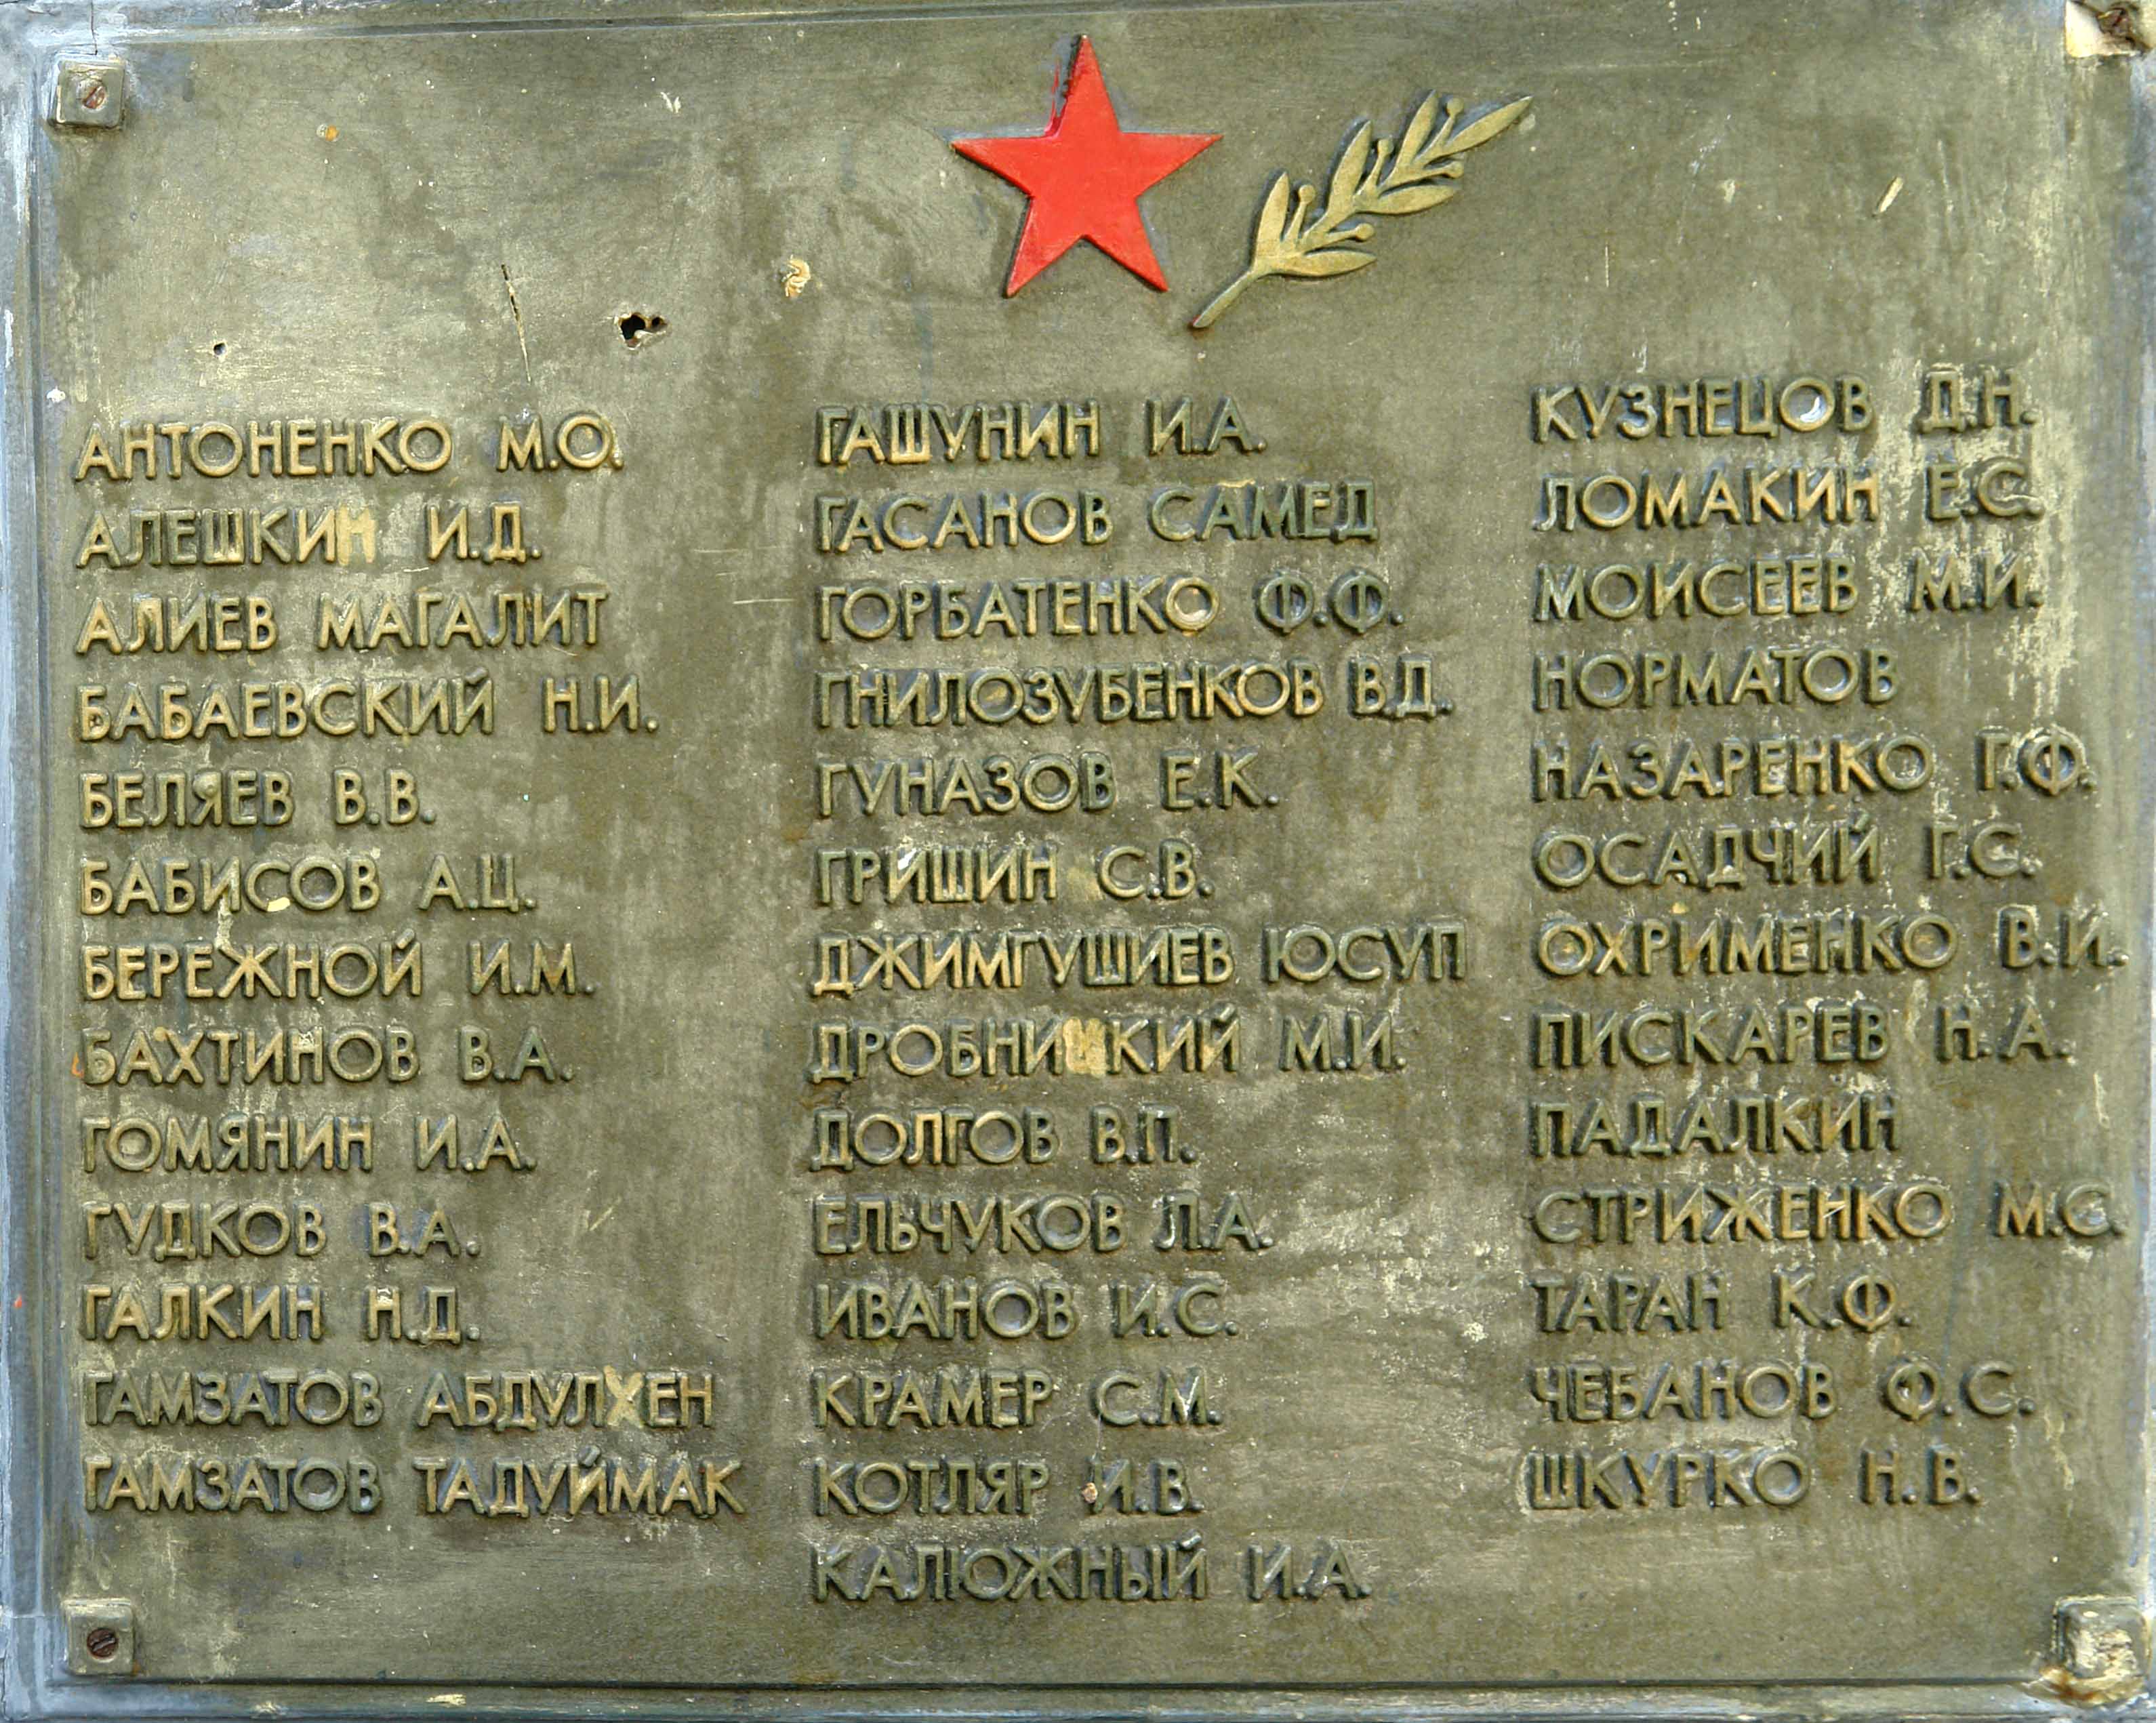 АНТОНЕНКО М.О.
АЛЕШКИН И.Д.
АЛИЕВ МАГАЛИТ
БАБАЕВСКИЙ Н.И.
БЕЛЯЕВ В.В.
БАБИСОВ А.Ц.
БЕРЕЖНОЙ И.М.
БАХТИНОВ В.А.
ГОМЯНИН И.А.
ГУДКОВ В.А.
ГАЛКИН Н.Д.
ГАМЗАТОВ АБДУЛХЕН
ГАМЗАТОВ ТАДУЙМАК
ГАШУНИН И.А.
ГАСАНОВ САМЕД
ГОРБАТЕНКО Ф.Ф.
ГНИЛОЗУБЕНКОВ В.Д.
ГУНАЗОВ Е.К.
ГРИШИН С.В.
ДЖИМГУШИЕВ ЮСУП
ДРОБНИЦКИЙ М.И.
ДОЛГОВ В.П.
ЕЛЬЧУКОВ Л.А.
ИВАНОВ И.С.
КРАМЕР С.М.
КОТЛЯР И.В.
КАЛЮЖНЫЙ И.А.
КУЗНЕЦОВ Д.Н.
ЛОМАКИН Е.С.
МОИСЕЕВ М.И.
НОРМАТОВ
НАЗАРЕНКО Г.Ф.
ОСАДЧИЙ Г.С.
ОХРИМЕНКО В.И.
ПИСКАРЕВ Н.А.
ПАДАЛКИН
СТРИЖЕНКО М.С.
ТАРАН К.Ф.
ЧЕБАНОВ Ф.С.
ШКУРКО Н.В.